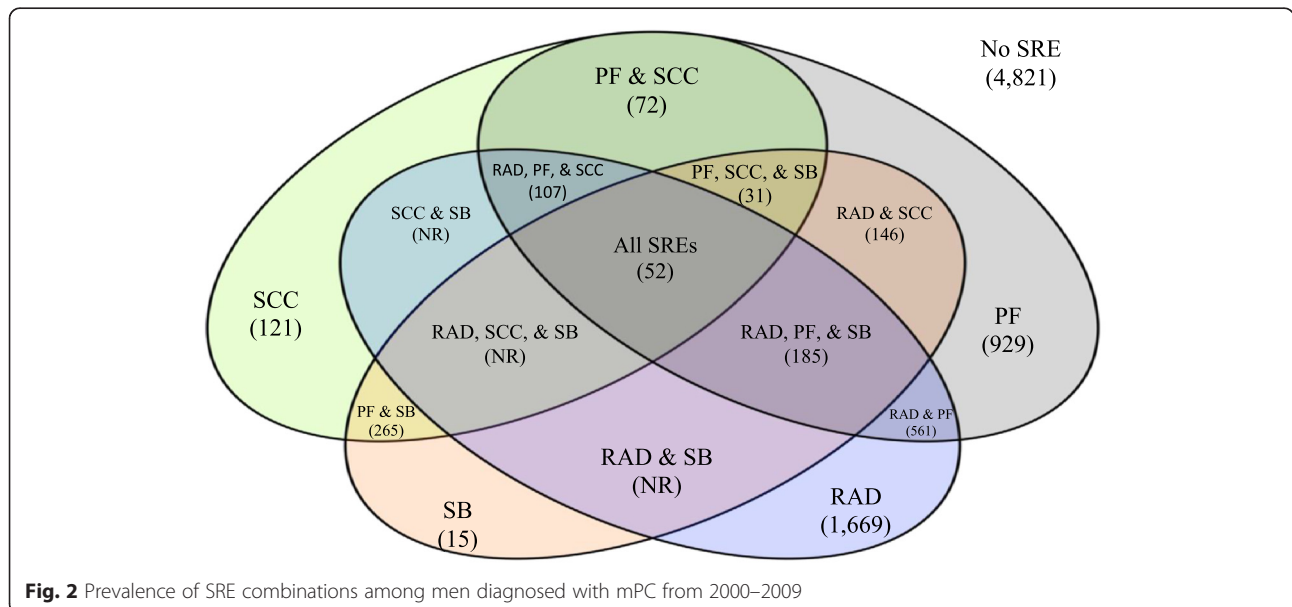 No SRE
(4,821)
PF & SCC
(72)
RAD, PF, & SCC
(107)
PF, SCC, & SB
(31)
SCC & SB
(NR)
RAD & SCC
(146)
All SREs
(52)
SCC
(121)
PF
(929)
RAD, SCC, & SB
(NR)
RAD, PF, & SB
(185)
PF & SB
(265)
RAD & PF
(561)
RAD & SB
(NR)
SB
(15)
RAD
(1,669)
Fig. 2 Prevalence of SRE combinations among men diagnosed with mPC from 2000–2009